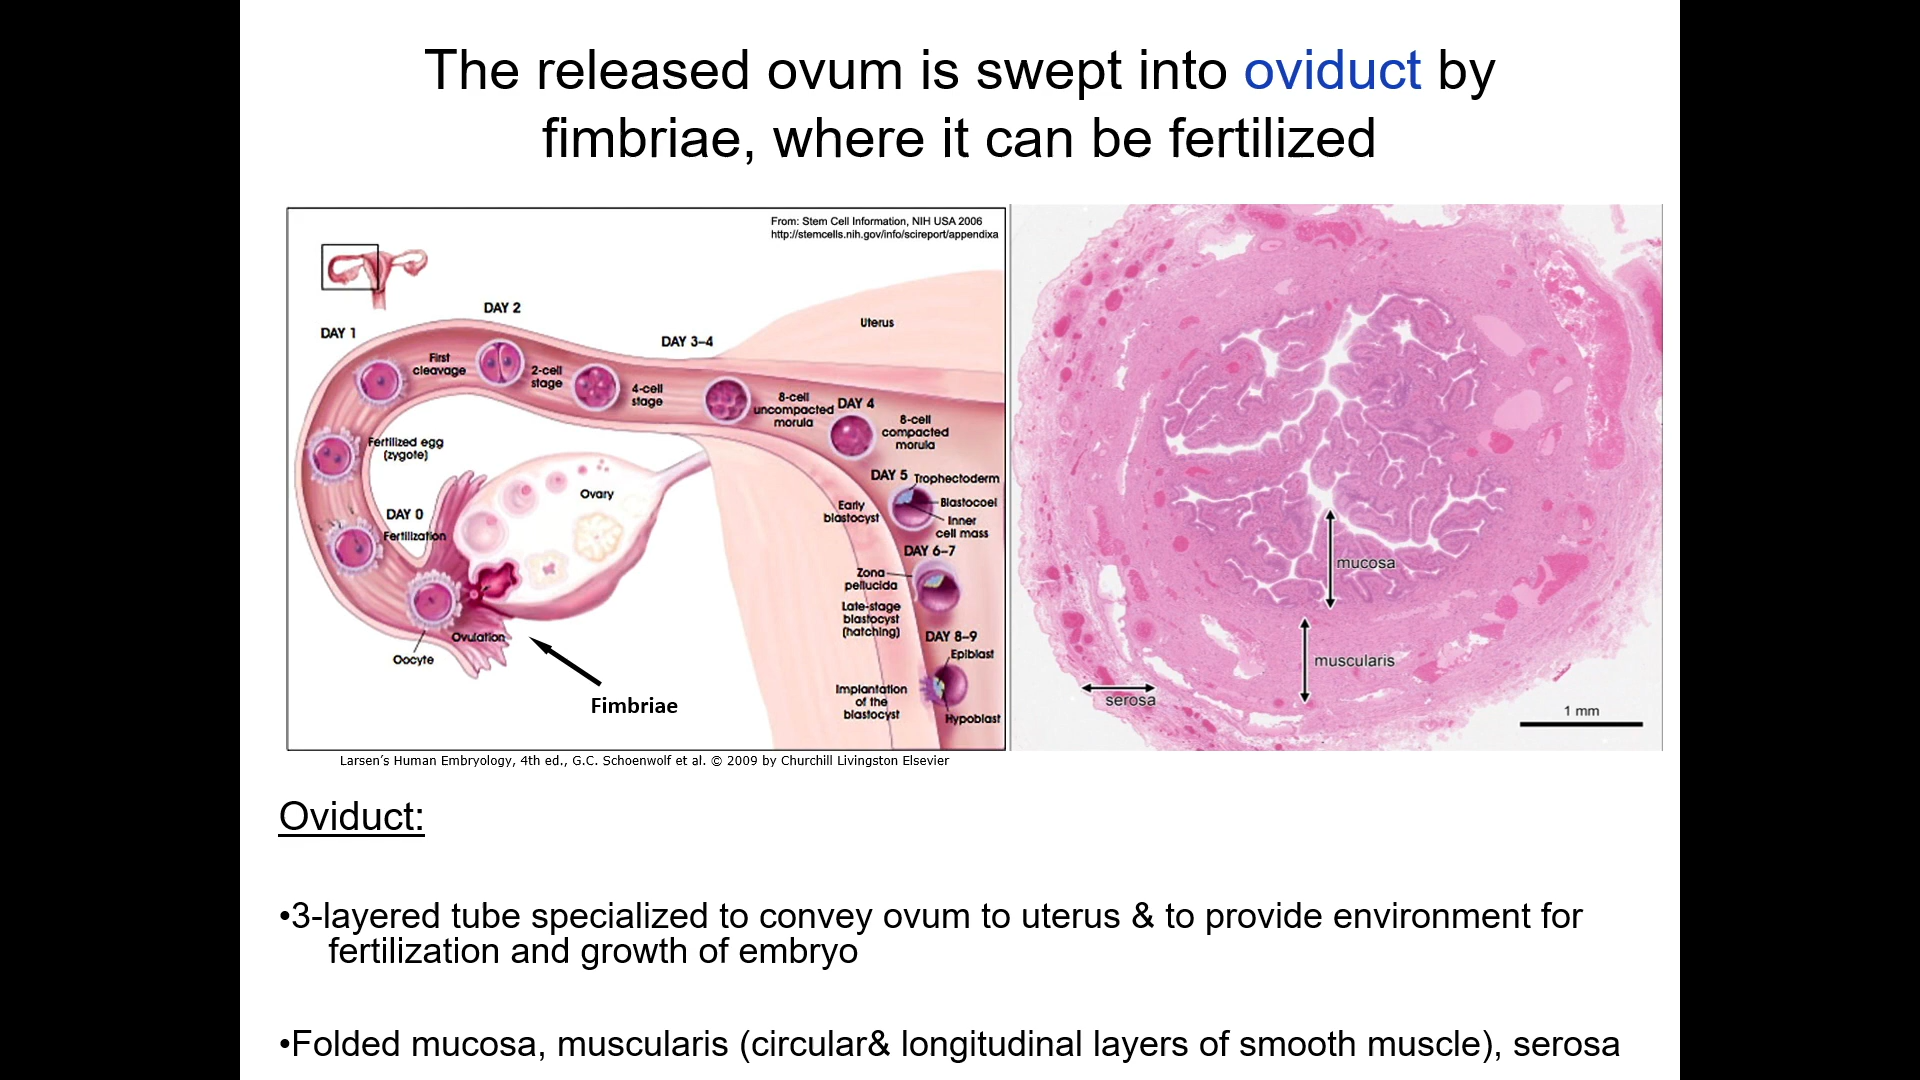 The released ovum is swept into oviduct by
fimbriae, where it can be fertilized
From: Stem Cell Information, NIH USA 2006
http://stemcells.nih.gov/info/scireport/appendixa
DAY 1
DAY 2
DAY 3–4
Uterus
First
cleavage
2-cell
stage
4-cell
stage
8-cell
uncompacted
morula
DAY 4
8-cell
compacted
morula
Fertilized egg
(zygote)
DAY 0
Fertilization
Ovary
DAY 5
Trophectoderm
Early
blastocyst
Blastocoel
Inner
cell mass
DAY 6–7
Zona
pellucida
Late-stage
blastocyst
(hatching)
DAY 8–9
Epiblast
Implantation
of the
blastocyst
Hypoblast
Ovulation
Oocyte
Fimbriae
mucosa
muscularis
serosa
1 mm
Larsen's Human Embryology, 4th ed., G.C. Schoenwolf et al. © 2009 by Churchill Livingston Elsevier
Oviduct:
•3-layered tube specialized to convey ovum to uterus & to provide environment for
fertilization and growth of embryo
•Folded mucosa, muscularis (circular& longitudinal layers of smooth muscle), serosa